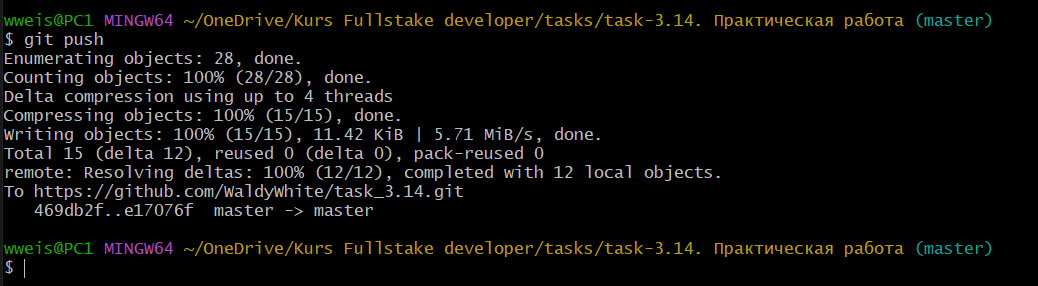 wweis@PC1 MINGW64 ~/OneDrive/Kurs Fullstake developer/tasks/task-3.14. Практическая работа (master)
$ git push
Enumerating objects: 28, done.
Counting objects: 100% (28/28), done.
Delta compression using up to 4 threads
Compressing objects: 100% (15/15), done.
Writing objects: 100% (15/15), 11.42 KiB | 5.71 MiB/s, done.
Total 15 (delta 12), reused 0 (delta 0), pack-reused 0
remote: Resolving deltas: 100% (12/12), completed with 12 local objects.
To https://github.com/WaldyWhite/task_3.14.git
   469db2f..e17076f  master -> master
wweis@PC1 MINGW64 ~/OneDrive/Kurs Fullstake developer/tasks/task-3.14. Практическая работа (master)
$